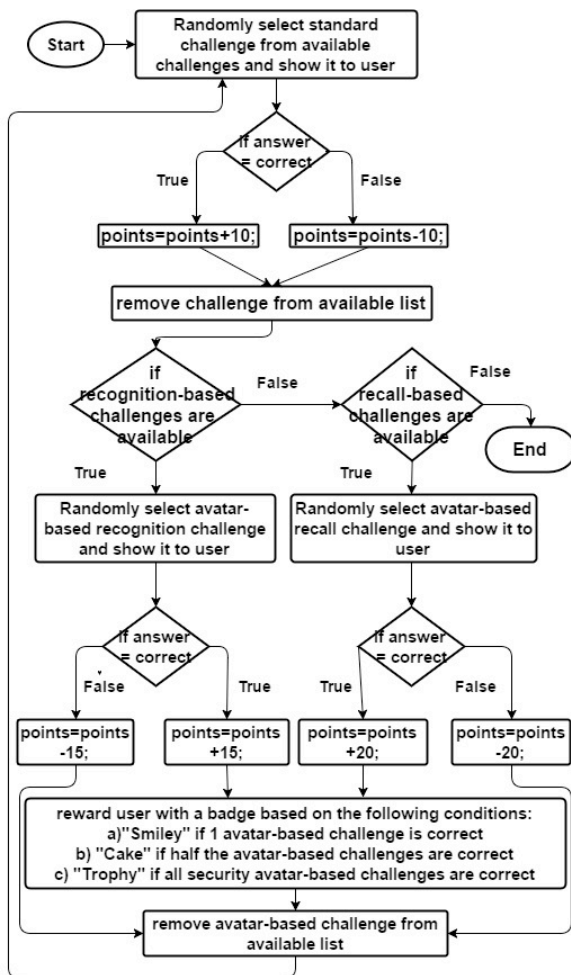 Start
Randomly select standard
challenge from available
challenges and show it to user
if answer
= correct
True
False
points=points+10;
points=points-10;
remove challenge from available list
if
recognition-based
challenges are
available
False
if
recall-based
challenges are
available
False
End
True
True
Randomly select avatar-
based recognition challenge
and show it to user
Randomly select avatar-based
recall challenge and show it to
user
if answer
= correct
if answer
= correct
False
True
True
False
points=points
-15;
points=points
+15;
points=points
+20;
points=points
-20;
reward user with a badge based on the following conditions:
a)"Smiley" if 1 avatar-based challenge is correct
b) "Cake" if half the avatar-based challenges are correct
c) "Trophy" if all security avatar-based challenges are correct
remove avatar-based challenge from
available list